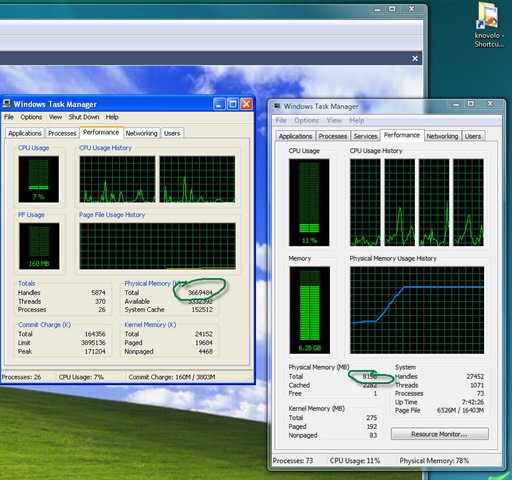 knovolo -
Shortcu...
Windows Task Manager
File Options View Shut Down Help
Applications Processes Performance Networking Users
CPU Usage CPU Usage History
7 %
PF Usage Page File Usage History
160 MB
Totals
Handles 5874
Threads 370
Processes 26
Physical Memory (K)
Total 3669484
Available
System Cache 152512
Commit Charge (K)
Total 164356
Limit 3895136
Peak 171204
Kernel Memory (K)
Total 24152
Paged 19684
Nonpaged 4468
Processes: 26 CPU Usage: 7% Commit Charge: 160M / 3803M
Windows Task Manager
File Options View Help
Applications Processes Services Performance Networking Users
CPU Usage CPU Usage History
11 %
Memory Physical Memory Usage History
6.28 GB
Physical Memory (MB)
Total
Cached 2282
Free 1
Kernel Memory (MB)
Total 275
Paged 192
Nonpaged 83
System
Handles 27452
Threads 1071
Processes 73
Up Time 7:42:26
Page File 6526M / 16403M
Resource Monitor...
Processes: 73 CPU Usage: 11% Physical Memory: 78%